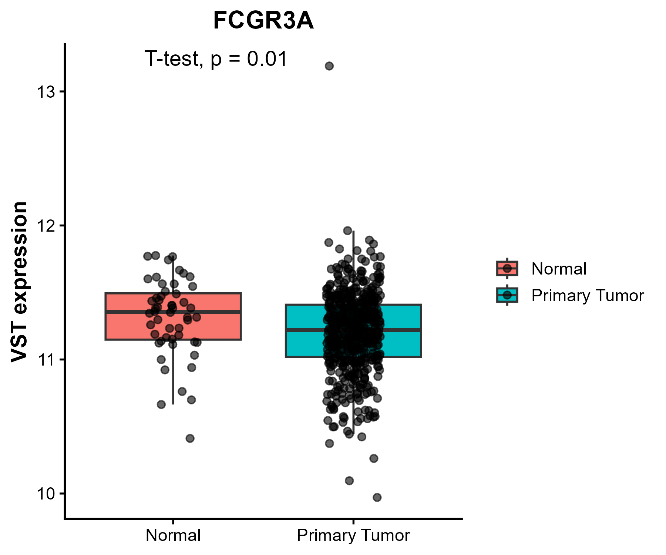 FCGR3A
T-test, p = 0.01
VST expression
13
12
11
10
Normal
Primary Tumor
Normal
Primary Tumor